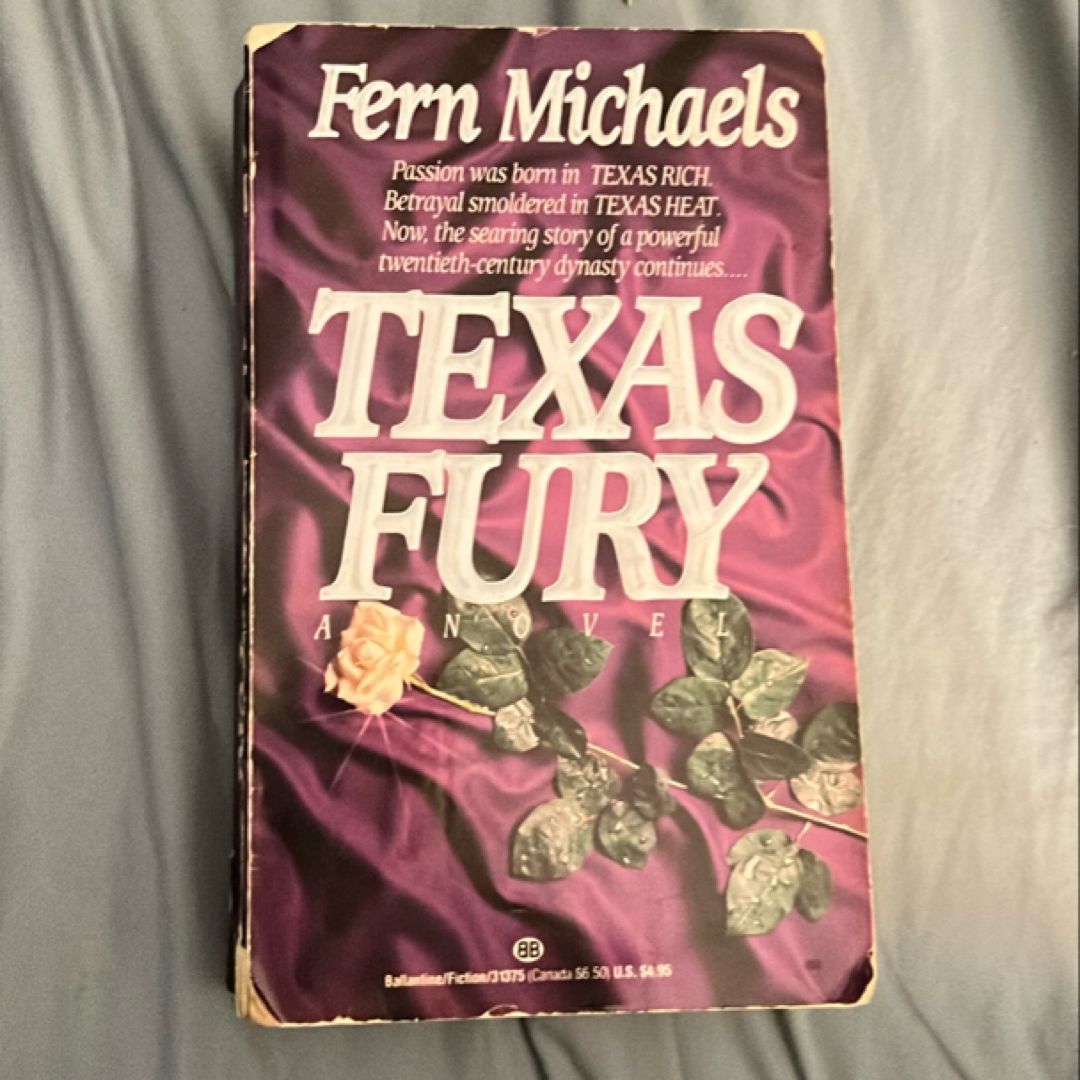 Fern Michaels
Passion was born in TEXAS RICH.
Betrayal smoldered in TEXAS HEAT.
Now, the searing story of a powerful
twentieth-century dynasty continues....
TEXAS
FURY
A NOVEL
BB
Ballantine/Fiction/31375 (Canada $6.50) U.S. $4.95